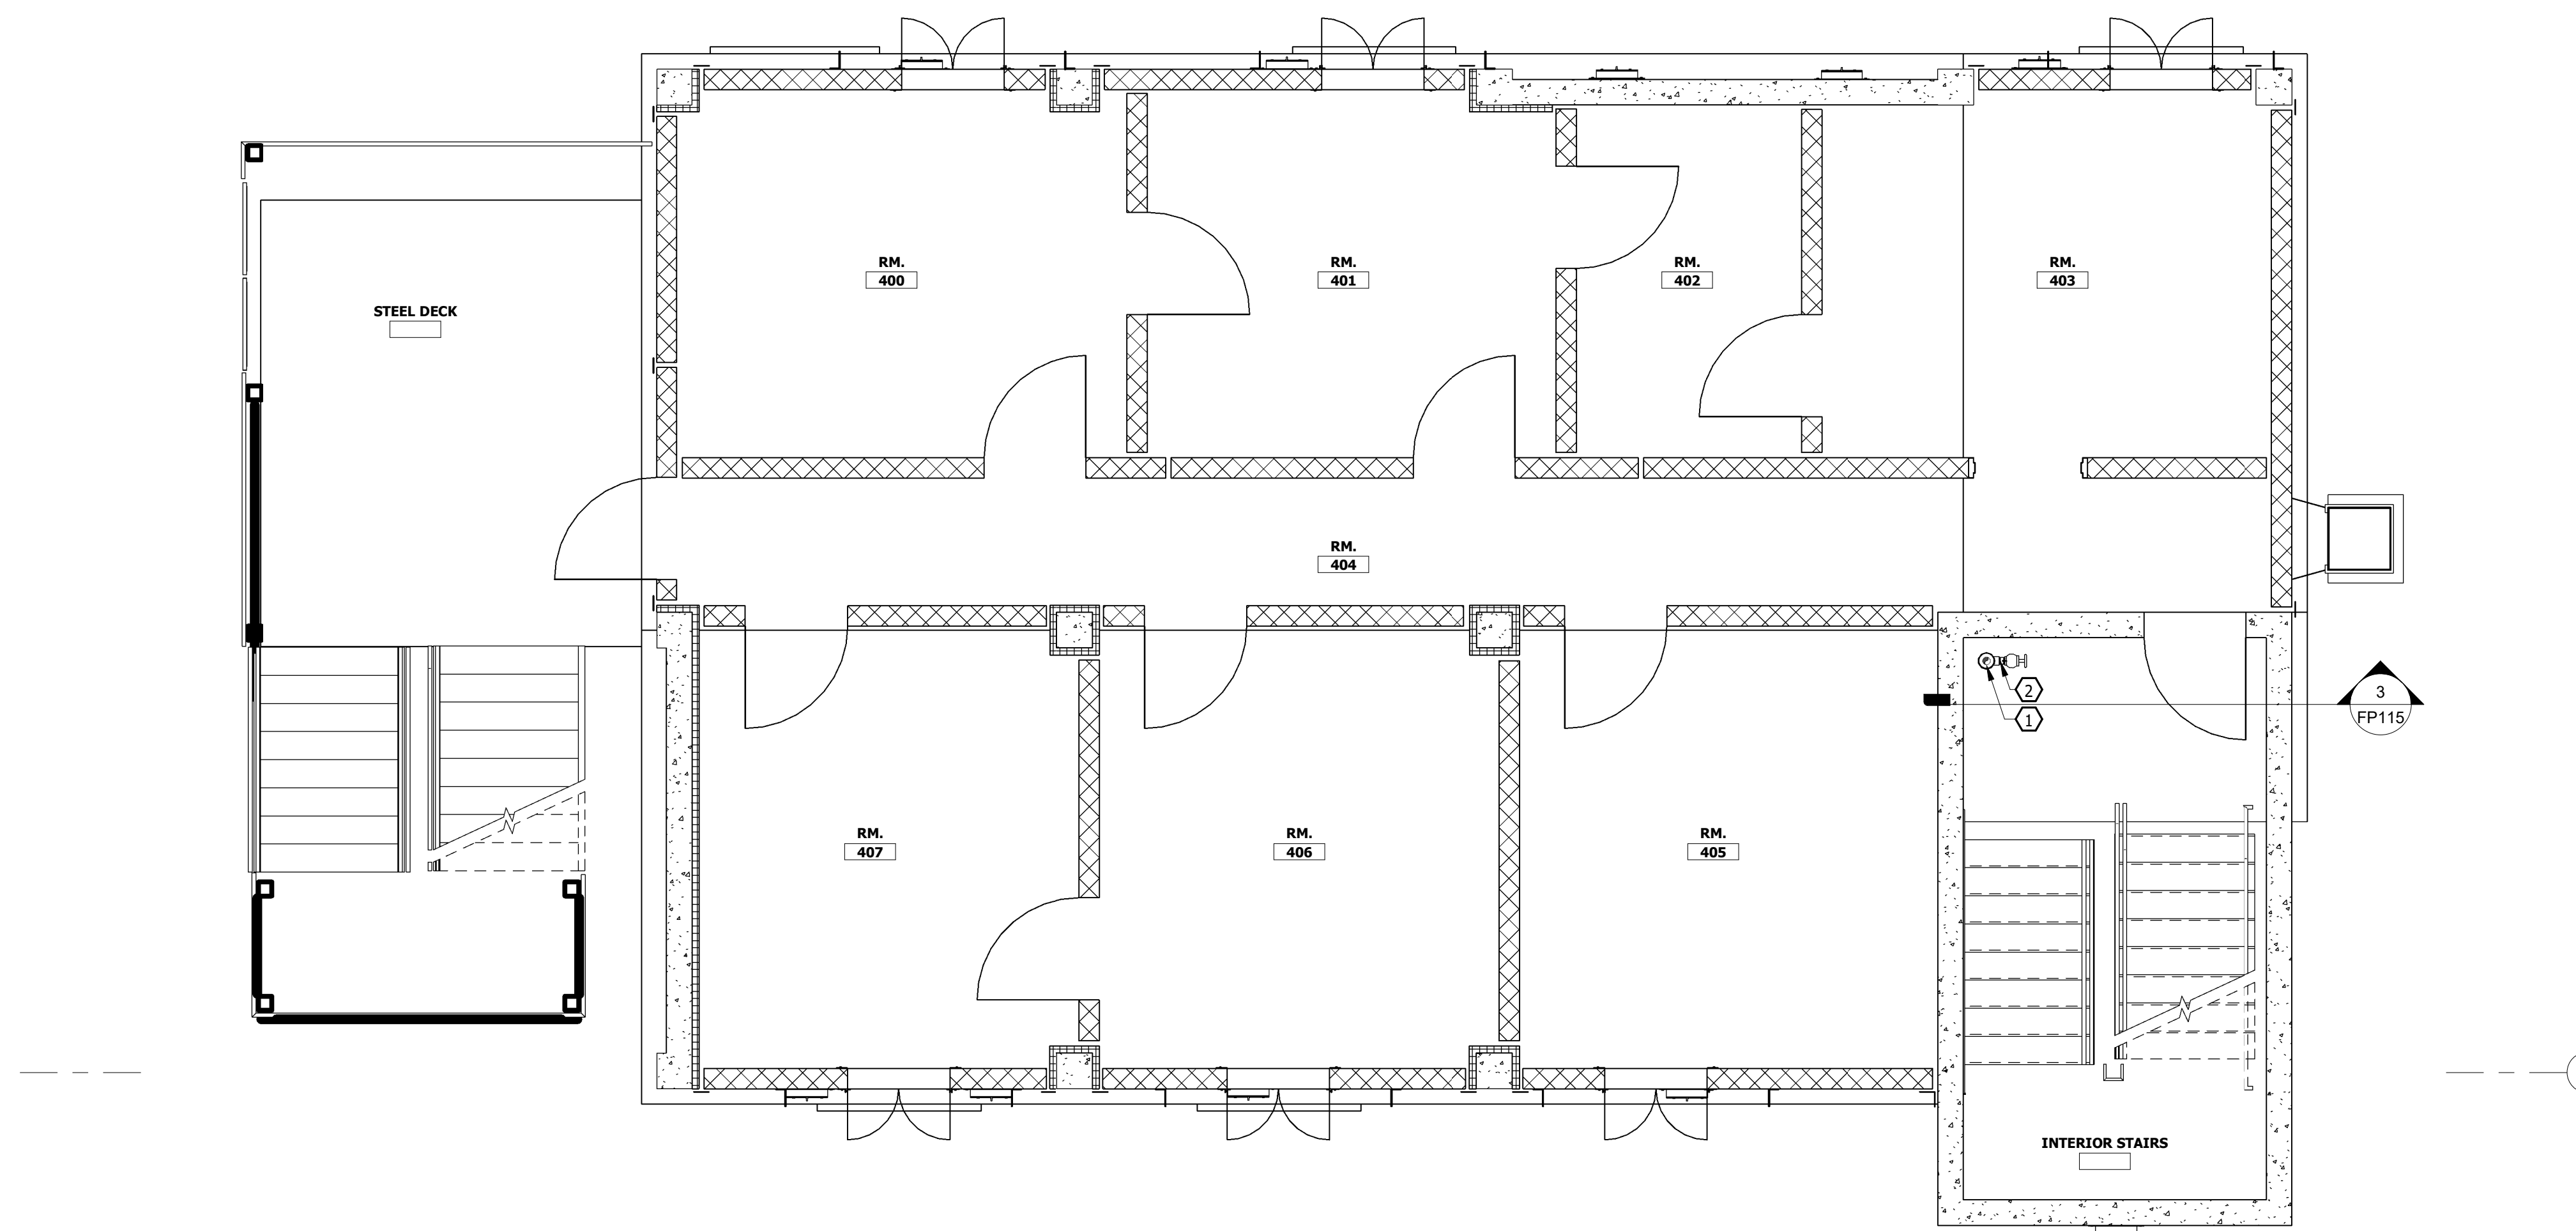 RM.
400
RM.
401
RM.
402
RM.
403
STEEL DECK
RM.
404
2
1
3
FP115
RM.
407
RM.
406
RM.
405
INTERIOR STAIRS